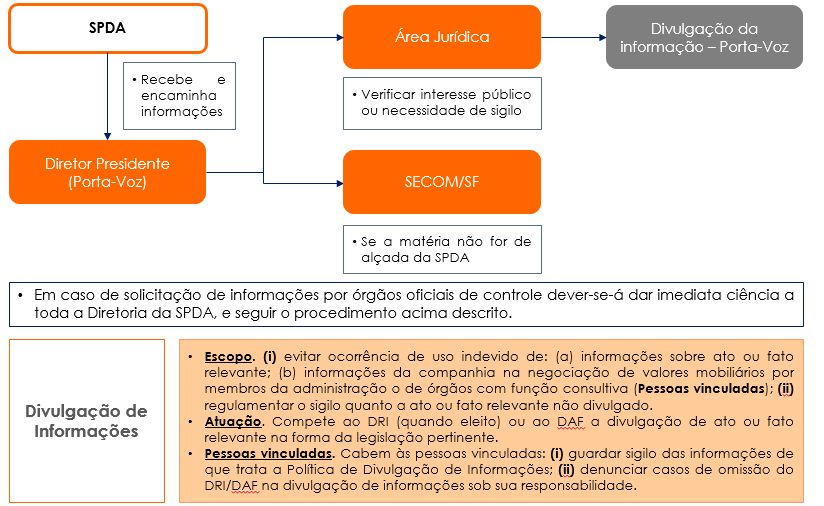 SPDA
• Recebe e
encaminha
informações
Diretor Presidente
(Porta-Voz)
Área Jurídica
• Verificar interesse público
ou necessidade de sigilo
Divulgação da
informação – Porta-Voz
SECOM/SF
• Se a matéria não for de
alçada da SPDA
• Em caso de solicitação de informações por órgãos oficiais de controle dever-se-á dar imediata ciência a
toda a Diretoria da SPDA, e seguir o procedimento acima descrito.
Divulgação de
Informações
• Escopo. (i) evitar ocorrência de uso indevido de: (a) informações sobre ato ou fato
relevante; (b) informações da companhia na negociação de valores mobiliários por
membros da administração o de órgãos com função consultiva (Pessoas vinculadas); (ii)
regulamentar o sigilo quanto a ato ou fato relevante não divulgado.
• Atuação. Compete ao DRI (quando eleito) ou ao DAF a divulgação de ato ou fato
relevante na forma da legislação pertinente.
• Pessoas vinculadas. Cabem às pessoas vinculadas: (i) guardar sigilo das informações de
que trata a Política de Divulgação de Informações; (ii) denunciar casos de omissão do
DRI/DAF na divulgação de informações sob sua responsabilidade.